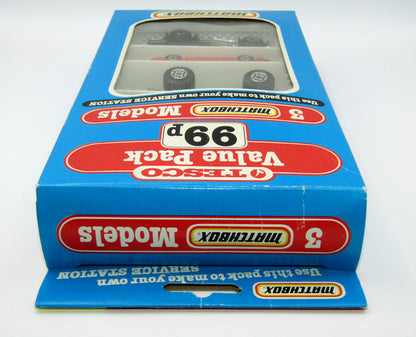 MATCHBOX
Use this pack to make your own SERVICE STATION
3 MATCHBOX Models
99p
TESCO
Value Pack
3 MATCHBOX Models
Use this pack to make your own
SERVICE STATION
MATCHBOX